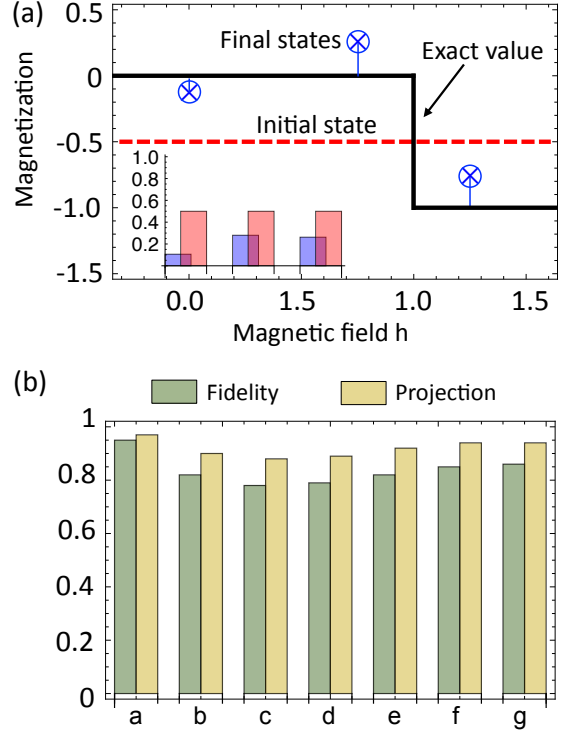 (a)
0.5
Final states
Exact value
0
Magnetization
Initial state
-0.5
1.0
0.8
0.6
0.4
0.2
-1.0
-1.5
0.0 1.5 1.0 1.5
Magnetic field h
(b)
Fidelity Projection
1
0.8
0.6
0.4
0.2
0
a b c d e f g